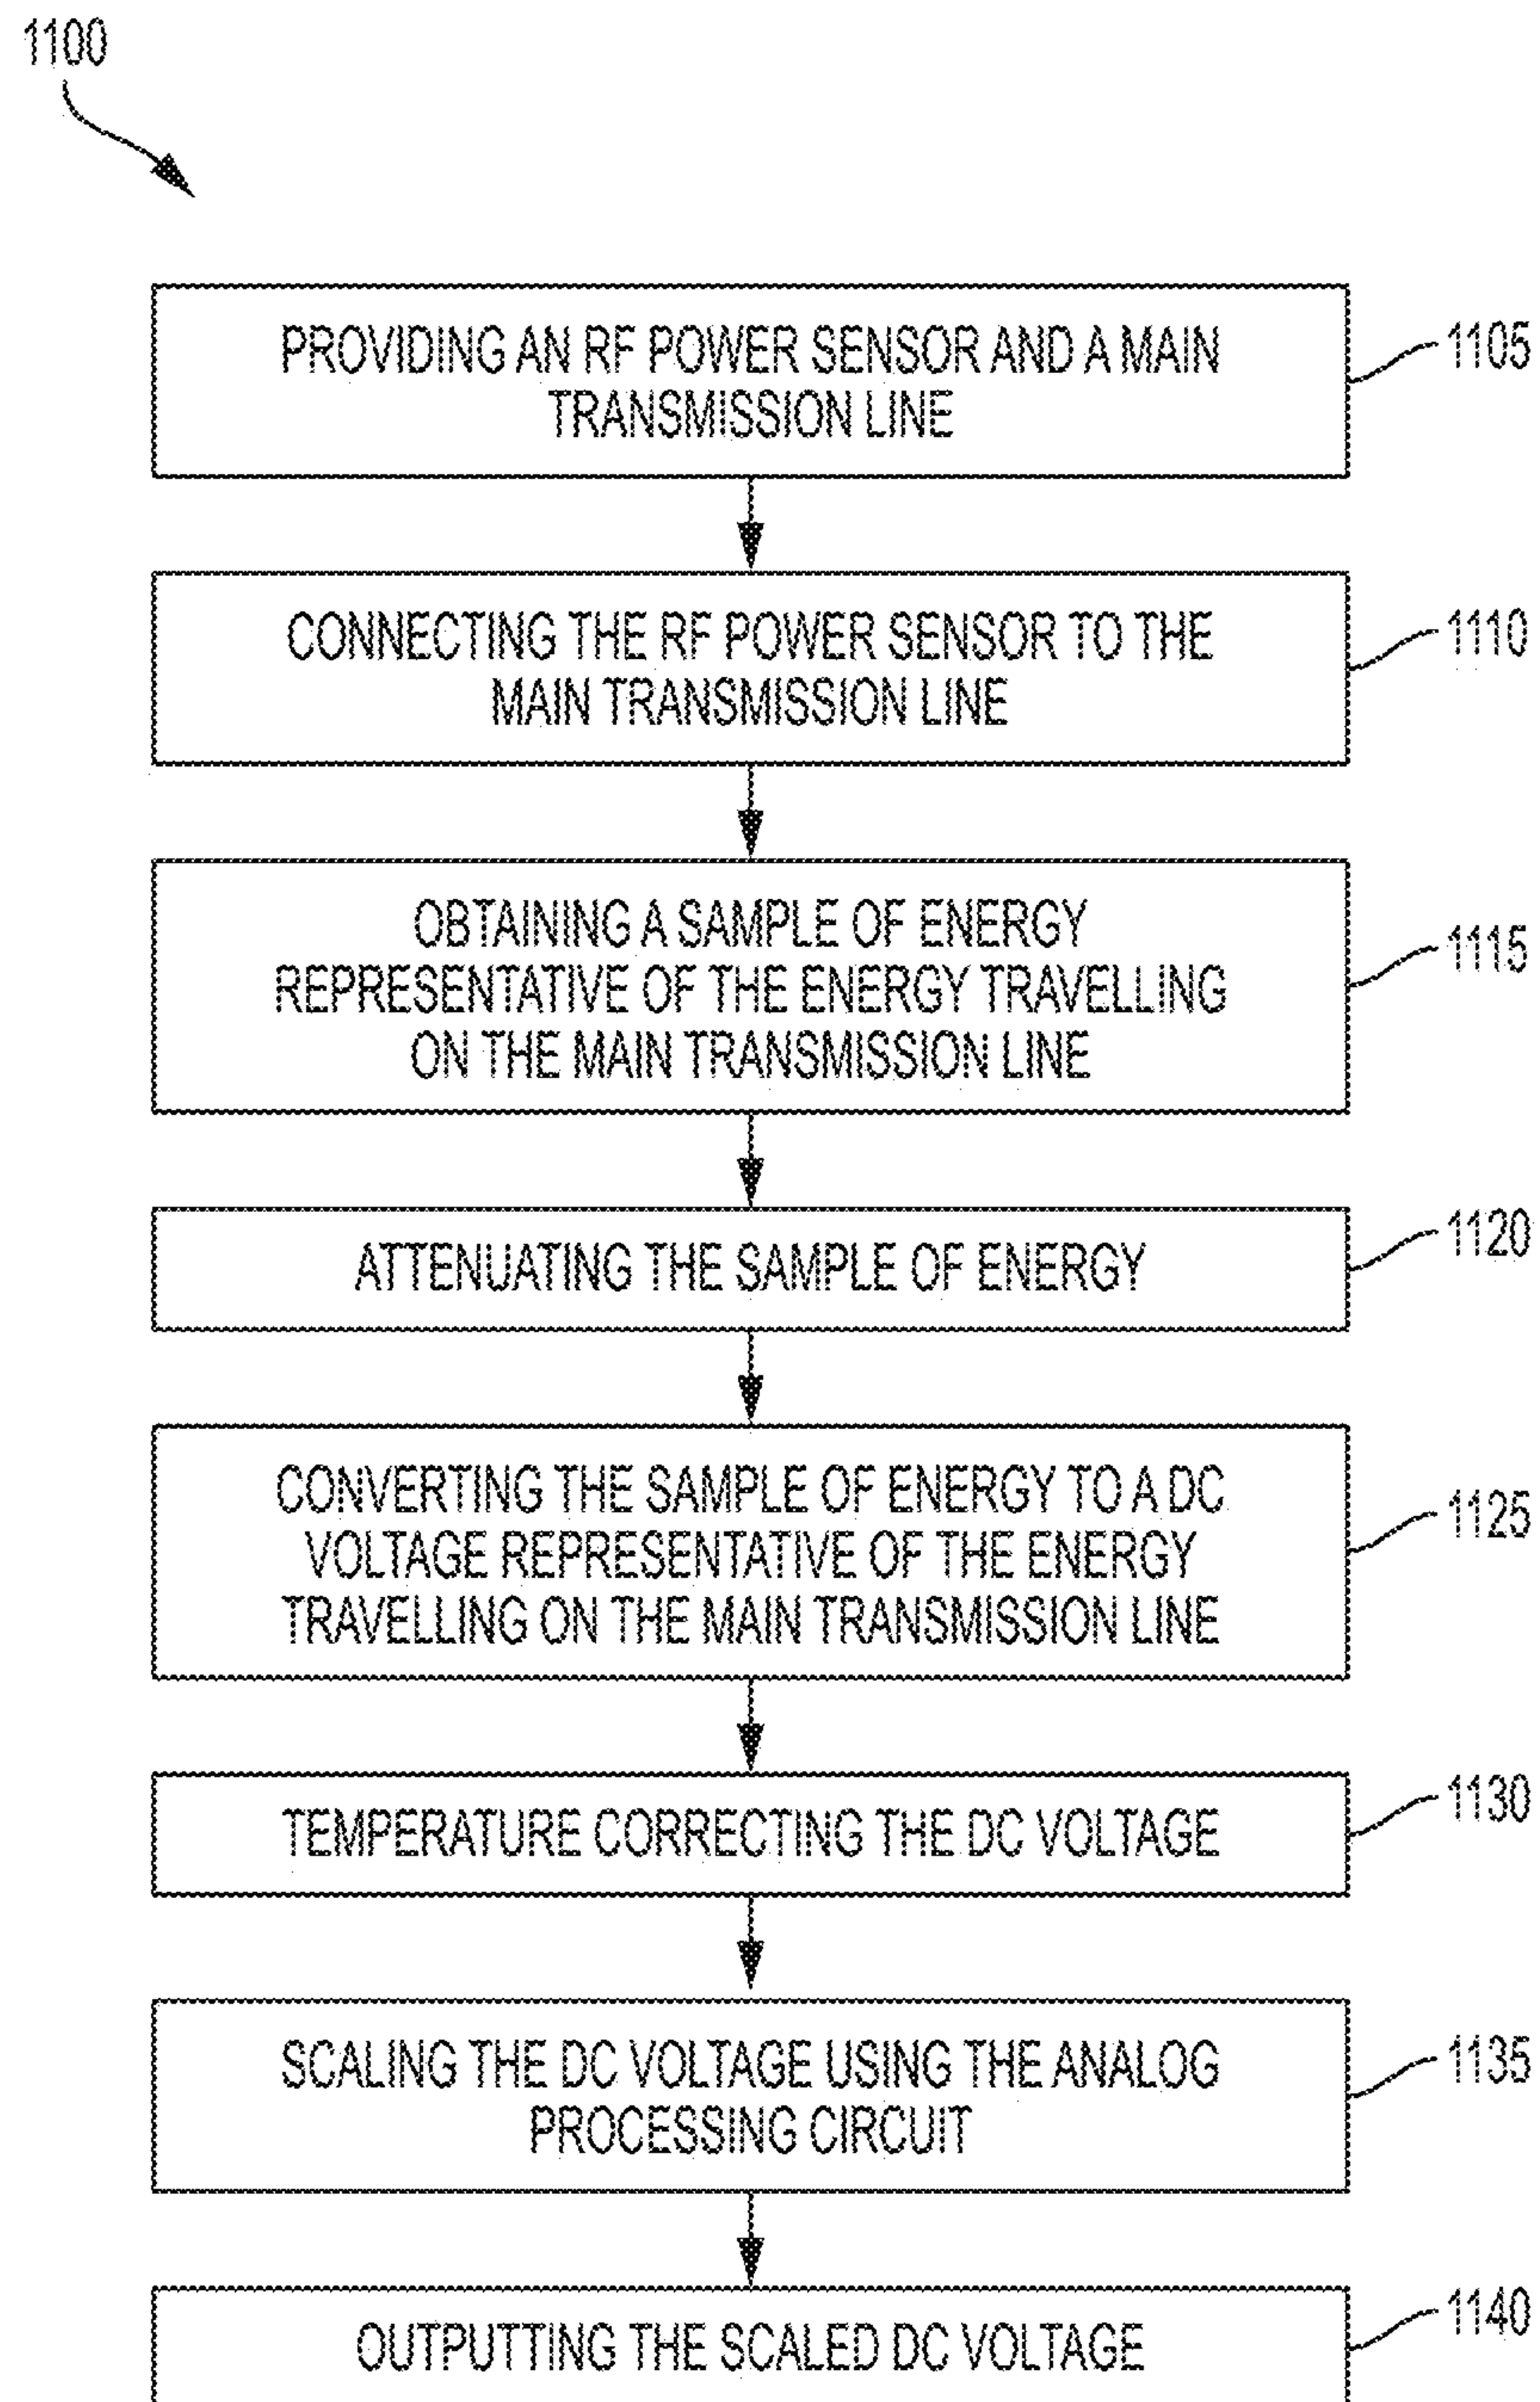 1100
PROVIDING AN RF POWER SENSOR AND A MAIN
TRANSMISSION LINE
1105
CONNECTING THE RF POWER SENSOR TO THE
MAIN TRANSMISSION LINE
1110
OBTAINING A SAMPLE OF ENERGY
REPRESENTATIVE OF THE ENERGY TRAVELLING
ON THE MAIN TRANSMISSION LINE
1115
ATTENUATING THE SAMPLE OF ENERGY
1120
CONVERTING THE SAMPLE OF ENERGY TO A DC
VOLTAGE REPRESENTATIVE OF THE ENERGY
TRAVELLING ON THE MAIN TRANSMISSION LINE
1125
TEMPERATURE CORRECTING THE DC VOLTAGE
1130
SCALING THE DC VOLTAGE USING THE ANALOG
PROCESSING CIRCUIT
1135
OUTPUTTING THE SCALED DC VOLTAGE
1140